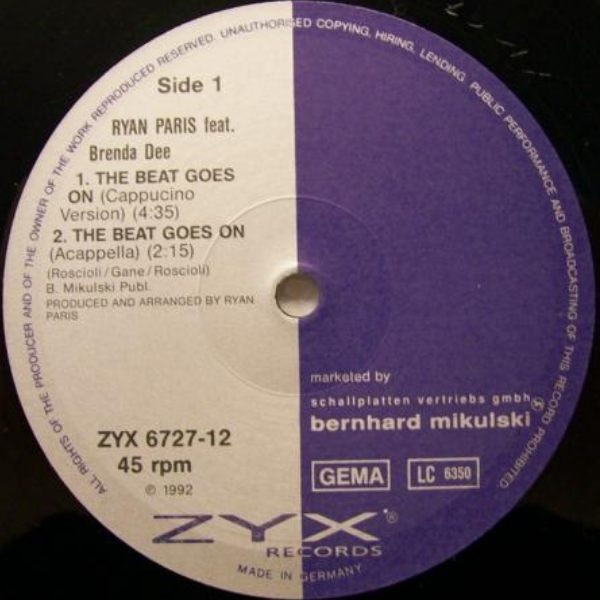 ALL RIGHTS OF THE PRODUCER AND OF THE OWNER OF THE WORK REPRODUCED RESERVED. UNAUTHORISED COPYING, HIRING, LENDING, PUBLIC PERFORMANCE AND BROADCASTING OF THIS RECORD PROHIBITED
Side 1
RYAN PARIS feat.
Brenda Dee
1. THE BEAT GOES
ON (Cappucino
Version) (4:35)
2. THE BEAT GOES ON
(Acappella) (2:15)
(Roscioli/Gane/Roscioli)
B. Mikulski Publ.
PRODUCED AND ARRANGED BY RYAN
PARIS
marketed by
schallplatten vertriebs gmbh
bernhard mikulski
ZYX 6727-12
45 rpm
℗ 1992
GEMA
LC 6350
ZYX®
RECORDS
MADE IN GERMANY